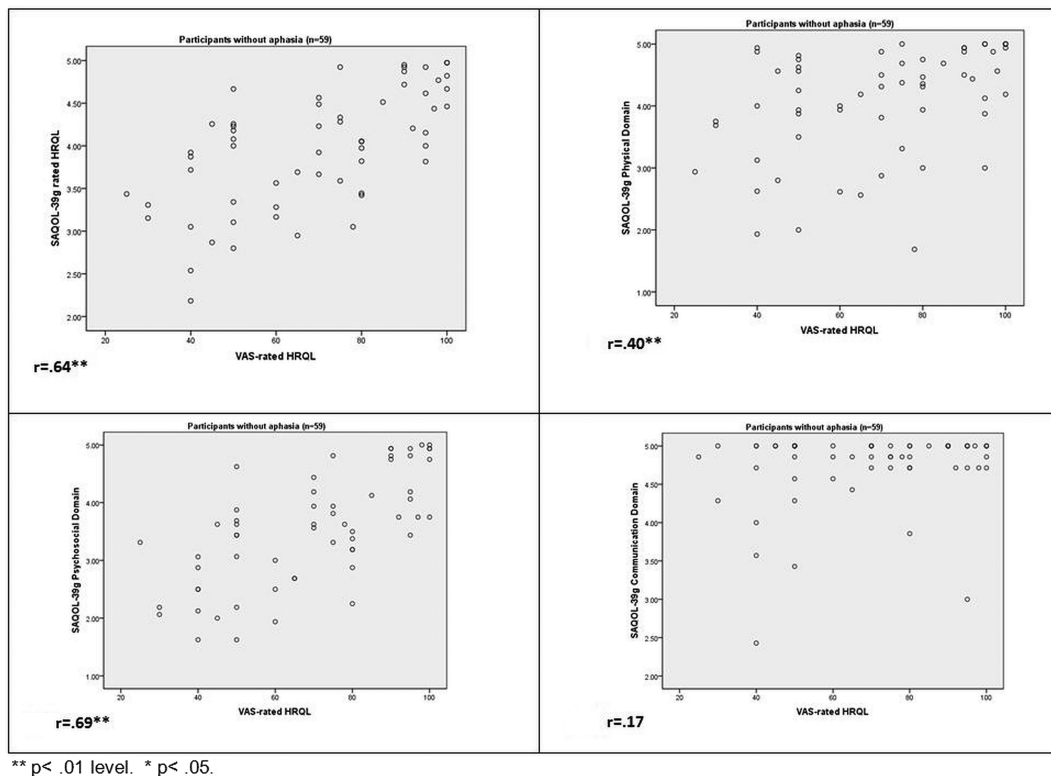 Participants without aphasia (n=59)
5.00
4.50
4.00
3.50
3.00
2.50
2.00
SAQOL-39g rated HRQL
20 40 60 80 100
VAS-rated HRQL
r=.64**
Participants without aphasia (n=59)
5.00
4.00
3.00
2.00
1.00
SAQOL-39g Physical Domain
20 40 60 80 100
VAS-rated HRQL
r=.40**
Participants without aphasia (n=59)
5.00
4.00
3.00
2.00
1.00
SAQOL-39g Psychosocial Domain
20 40 60 80 100
VAS-rated HRQL
r=.69**
Participants without aphasia (n=59)
5.00
4.50
4.00
3.50
3.00
2.50
2.00
SAQOL-39g Communication Domain
20 40 60 80 100
VAS-rated HRQL
r=.17
** p< .01 level. * p< .05.